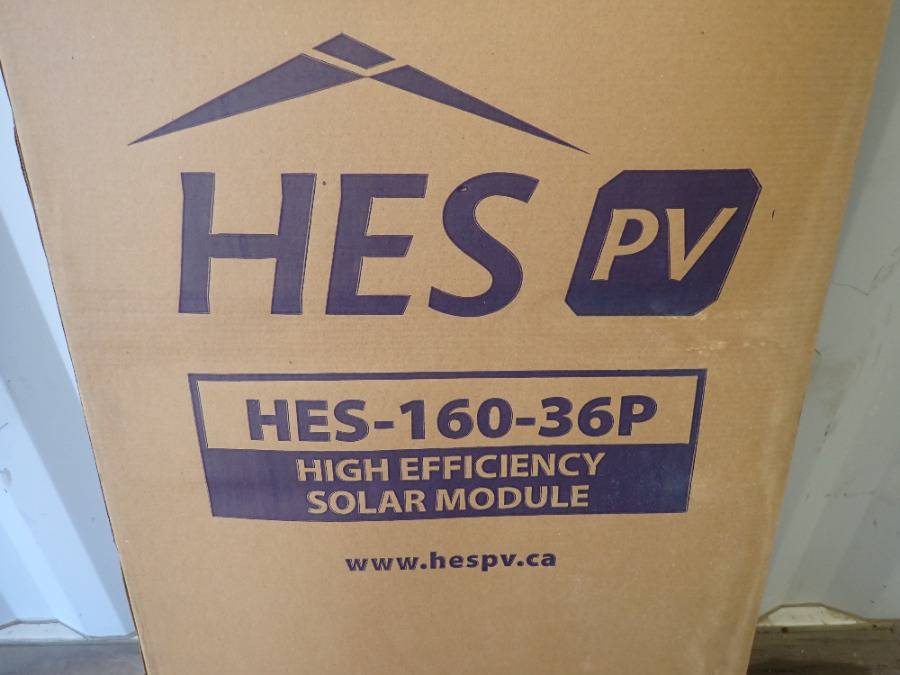 HES PV
HES-160-36P
HIGH EFFICIENCY
SOLAR MODULE
www.hespv.ca